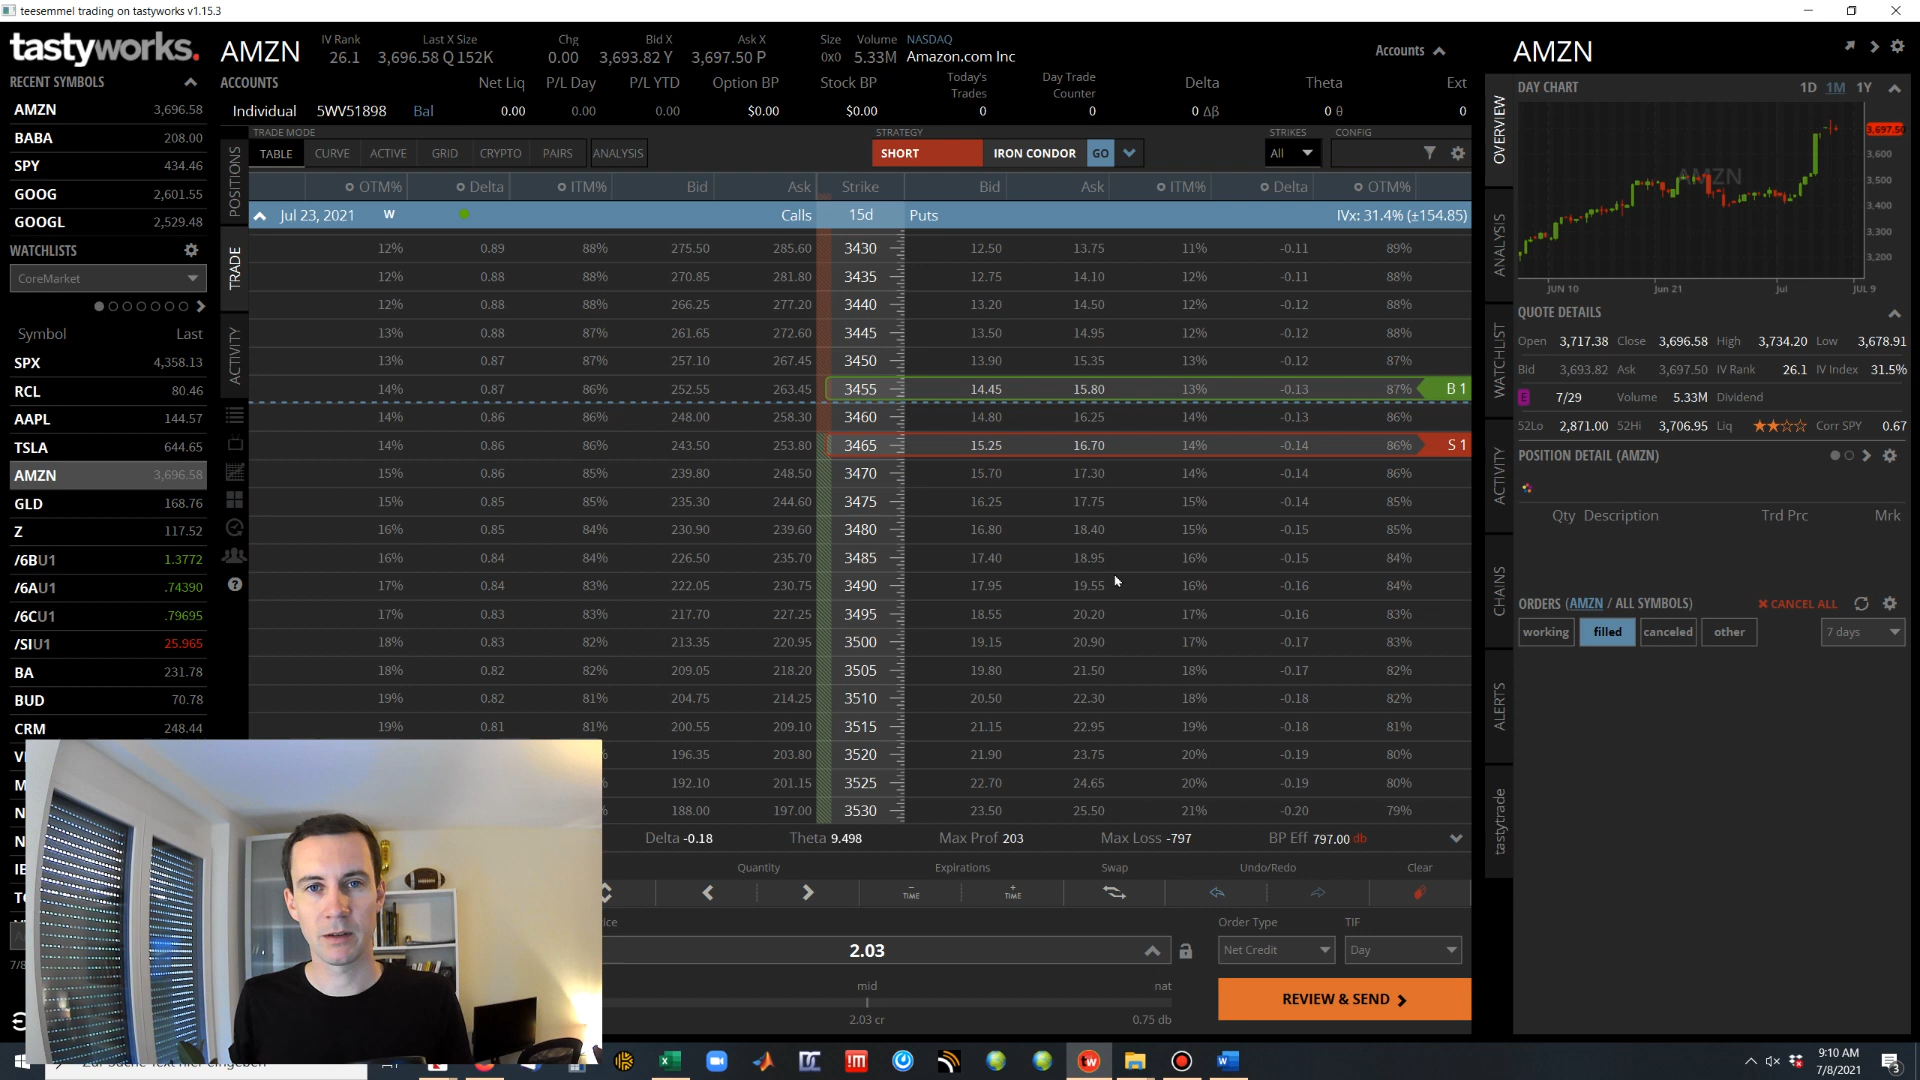 teesemmel trading on tastyworks v1.15.3
tastyworks.
AMZN
IV Rank Last X Size Chg Bid X Ask X Size Volume NASDAQ
26.1 3,696.58 Q 152K 0.00 3,693.82 Y 3,697.50 P 0x0 5.33M Amazon.com Inc
Accounts
AMZN
RECENT SYMBOLS
AMZN 3,696.58
BABA 208.00
SPY 434.46
GOOG 2,601.55
GOOGL 2,529.48
WATCHLISTS
CoreMarket
Symbol Last
SPX 4,358.13
RCL 80.46
AAPL 144.57
TSLA 644.65
AMZN 3,696.58
GLD 168.76
Z 117.52
/6BU1 1.3772
/6AU1 .74390
/6CU1 .79695
/SIU1 25.965
BA 231.78
BUD 70.78
CRM 248.44
ACCOUNTS Net Liq P/L Day P/L YTD Option BP Stock BP Today's Trades Day Trade Counter Delta Theta Ext
Individual 5WV51898 Bal 0.00 0.00 0.00 $0.00 $0.00 0 0 0 Δβ 0 θ 0
TRADE MODE STRATEGY STRIKES CONFIG
TABLE CURVE ACTIVE GRID CRYPTO PAIRS ANALYSIS SHORT IRON CONDOR GO All
POSITIONS
TRADE
ACTIVITY
OTM% Delta ITM% Bid Ask Strike Bid Ask ITM% Delta OTM%
Jul 23, 2021 W Calls 15d Puts IVx: 31.4% (±154.85)
12% 0.89 88% 275.50 285.60 3430 12.50 13.75 11% -0.11 89%
12% 0.88 88% 270.85 281.80 3435 12.75 14.10 12% -0.11 88%
12% 0.88 88% 266.25 277.20 3440 13.20 14.50 12% -0.12 88%
13% 0.88 87% 261.65 272.60 3445 13.50 14.95 12% -0.12 88%
13% 0.87 87% 257.10 267.45 3450 13.90 15.35 13% -0.12 87%
14% 0.87 86% 252.55 263.45 3455 14.45 15.80 13% -0.13 87% B 1
14% 0.86 86% 248.00 258.30 3460 14.80 16.25 14% -0.13 86%
14% 0.86 86% 243.50 253.80 3465 15.25 16.70 14% -0.14 86% S 1
15% 0.86 85% 239.80 248.50 3470 15.70 17.30 14% -0.14 86%
15% 0.85 85% 235.30 244.60 3475 16.25 17.75 15% -0.14 85%
16% 0.85 84% 230.90 239.60 3480 16.80 18.40 15% -0.15 85%
16% 0.84 84% 226.50 235.70 3485 17.40 18.95 16% -0.15 84%
17% 0.84 83% 222.05 230.75 3490 17.95 19.55 16% -0.16 84%
17% 0.83 83% 217.70 227.25 3495 18.55 20.20 17% -0.16 83%
18% 0.83 82% 213.35 220.95 3500 19.15 20.90 17% -0.17 83%
18% 0.82 82% 209.05 218.20 3505 19.80 21.50 18% -0.17 82%
19% 0.82 81% 204.75 214.25 3510 20.50 22.30 18% -0.18 82%
19% 0.81 81% 200.55 209.10 3515 21.15 22.95 19% -0.18 81%
196.35 203.80 3520 21.90 23.75 20% -0.19 80%
192.10 201.15 3525 22.70 24.65 20% -0.19 80%
188.00 197.00 3530 23.50 25.50 21% -0.20 79%
Delta -0.18 Theta 9.498 Max Prof 203 Max Loss -797 BP Eff 797.00 db
Quantity Expirations Swap Undo/Redo Clear
TIME TIME
Order Type TIF
2.03 Net Credit Day
mid nat
2.03 cr 0.75 db
REVIEW & SEND
OVERVIEW
ANALYSIS
WATCHLIST
ACTIVITY
CHAINS
ALERTS
tastytrade
DAY CHART 1D 1M 1Y
AMZN
3,697.50
3,600
3,500
3,400
3,300
3,200
JUN 10 Jun 21 Jul JUL 9
QUOTE DETAILS
Open 3,717.38 Close 3,696.58 High 3,734.20 Low 3,678.91
Bid 3,693.82 Ask 3,697.50 IV Rank 26.1 IV Index 31.5%
E 7/29 Volume 5.33M Dividend
52Lo 2,871.00 52Hi 3,706.95 Liq Corr SPY 0.67
POSITION DETAIL (AMZN)
Qty Description Trd Prc Mrk
ORDERS (AMZN / ALL SYMBOLS) CANCEL ALL
working filled canceled other 7 days
9:10 AM
7/8/2021
3